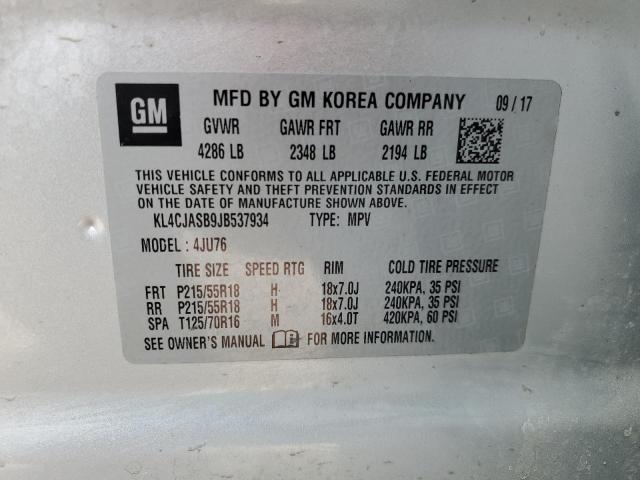 GM
MFD BY GM KOREA COMPANY 09 / 17
GVWR GAWR FRT GAWR RR
4286 LB 2348 LB 2194 LB
THIS VEHICLE CONFORMS TO ALL APPLICABLE U.S. FEDERAL MOTOR
VEHICLE SAFETY AND THEFT PREVENTION STANDARDS IN EFFECT
ON THE DATE OF MANUFACTURE SHOWN ABOVE.
KL4CJASB9JB537934 TYPE: MPV
MODEL : 4JU76
TIRE SIZE SPEED RTG RIM COLD TIRE PRESSURE
FRT P215/55R18 H 18x7.0J 240KPA, 35 PSI
RR P215/55R18 H 18x7.0J 240KPA, 35 PSI
SPA T125/70R16 M 16x4.0T 420KPA, 60 PSI
SEE OWNER'S MANUAL FOR MORE INFORMATION.